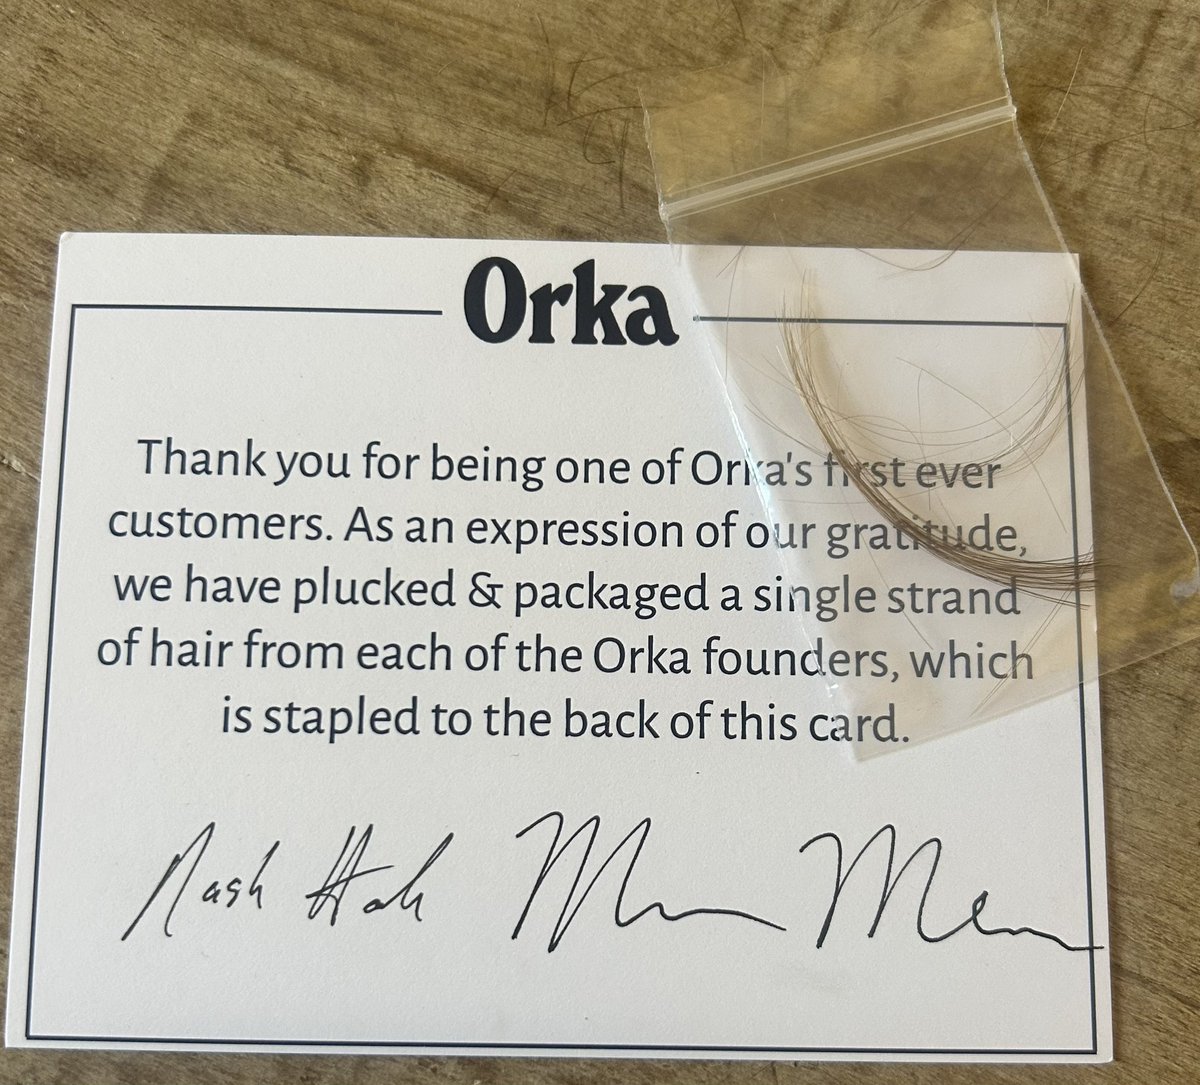 Orka
Thank you for being one of Orka's first ever
customers. As an expression of our gratitude,
we have plucked & packaged a single strand
of hair from each of the Orka founders, which
is stapled to the back of this card.
Nash